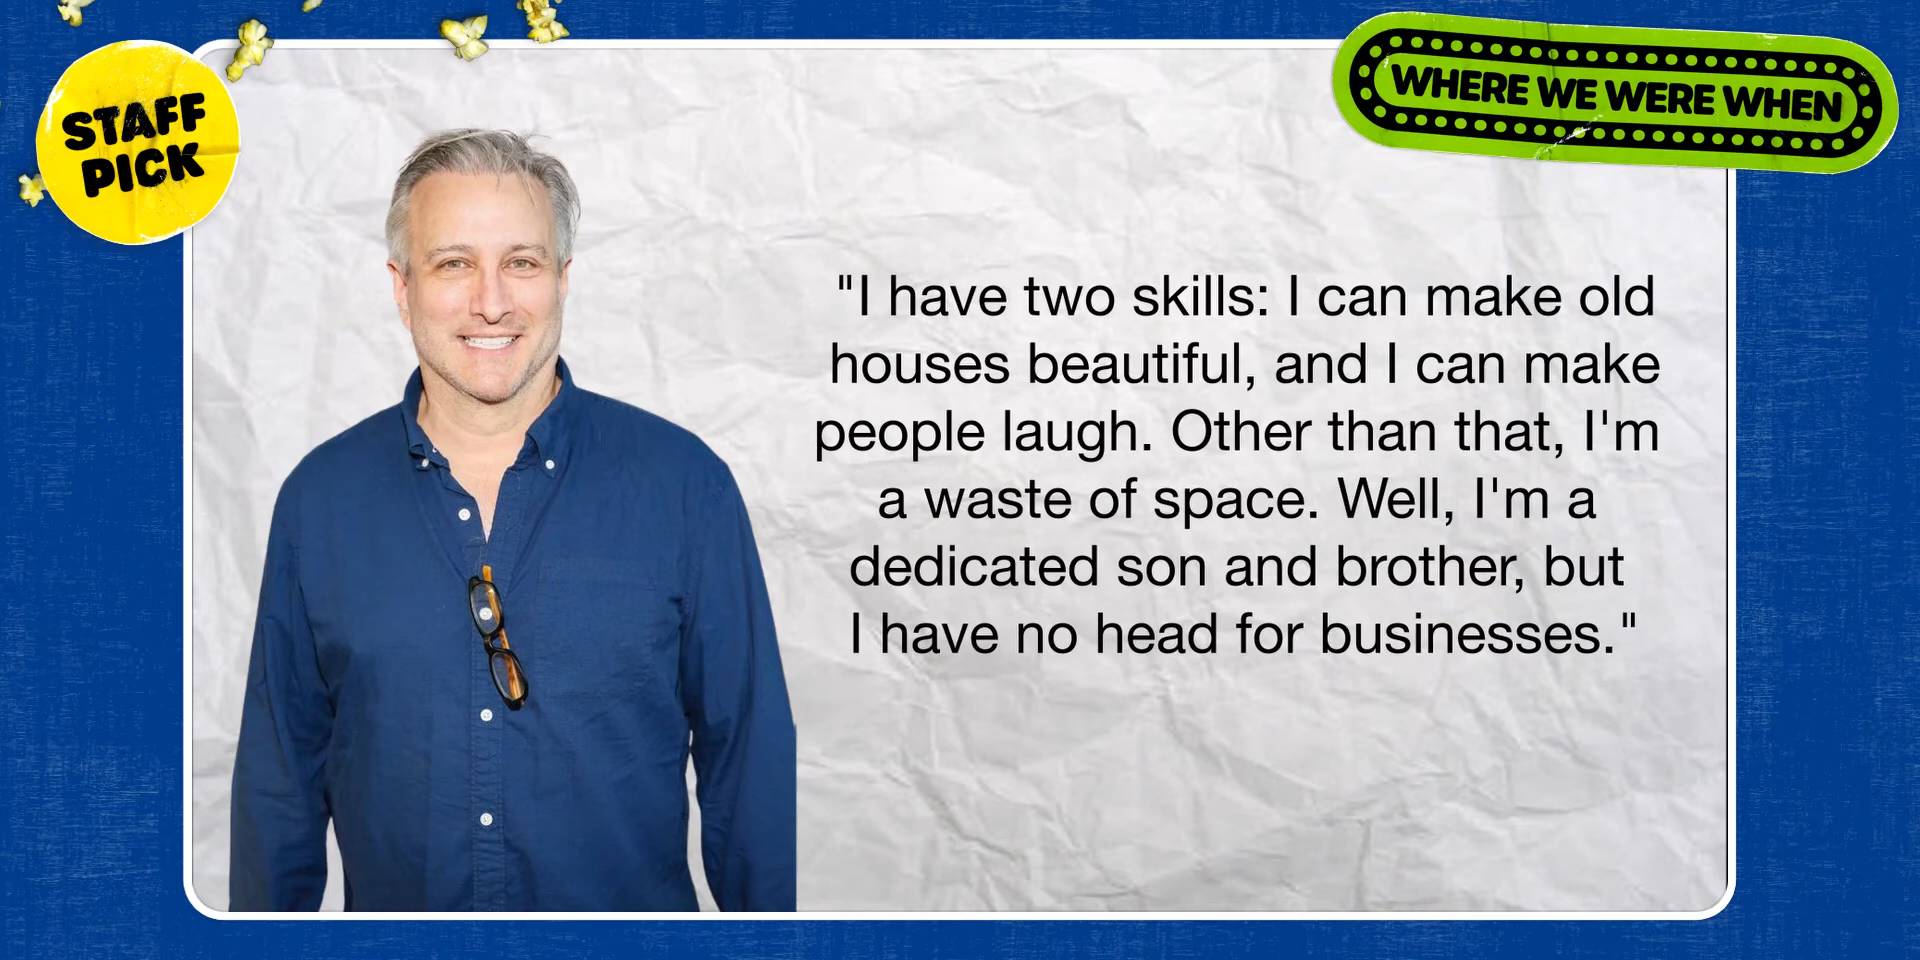 STAFF
PICK
WHERE WE WERE WHEN
"I have two skills: I can make old
houses beautiful, and I can make
people laugh. Other than that, I'm
a waste of space. Well, I'm a
dedicated son and brother, but
I have no head for businesses."